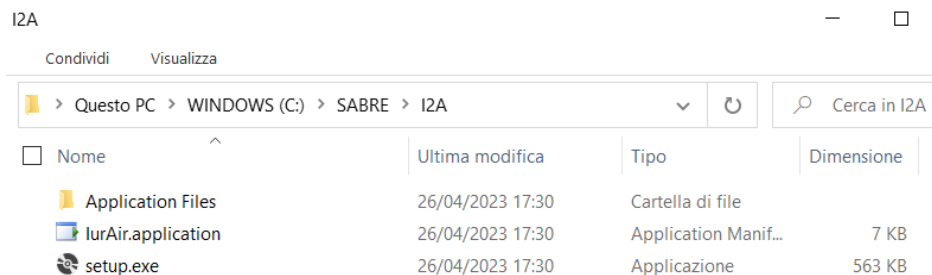 I2A
Condividi Visualizza
Questo PC > WINDOWS (C:) > SABRE > I2A Cerca in I2A
Nome Ultima modifica Tipo Dimensione
Application Files 26/04/2023 17:30 Cartella di file
IurAir.application 26/04/2023 17:30 Application Manif... 7 KB
setup.exe 26/04/2023 17:30 Applicazione 563 KB